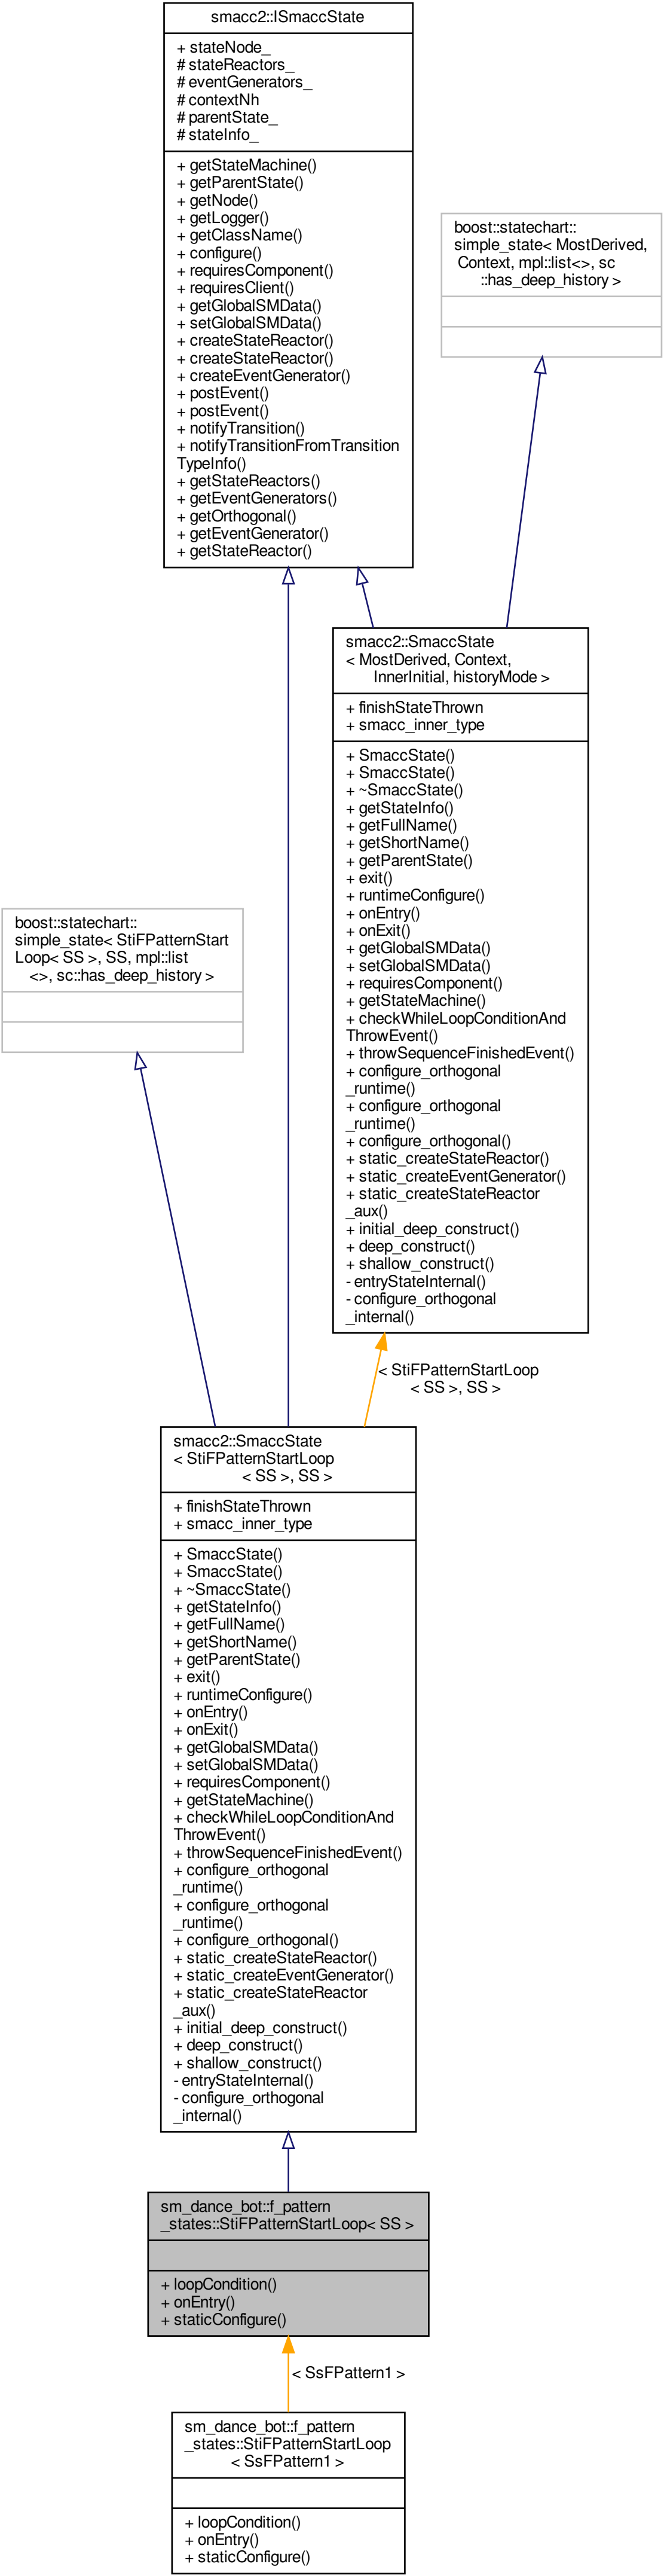 smacc2::ISmaccState
+ stateNode_
# stateReactors_
# eventGenerators_
# contextNh
# parentState_
# stateInfo_
+ getStateMachine()
+ getParentState()
+ getNode()
+ getLogger()
+ getClassName()
+ configure()
+ requiresComponent()
+ requiresClient()
+ getGlobalSMData()
+ setGlobalSMData()
+ createStateReactor()
+ createStateReactor()
+ createEventGenerator()
+ postEvent()
+ postEvent()
+ notifyTransition()
+ notifyTransitionFromTransition
TypeInfo()
+ getStateReactors()
+ getEventGenerators()
+ getOrthogonal()
+ getEventGenerator()
+ getStateReactor()
boost::statechart::
simple_state< MostDerived,
Context, mpl::list<>, sc
::has_deep_history >
smacc2::SmaccState
< MostDerived, Context,
InnerInitial, historyMode >
+ finishStateThrown
+ smacc_inner_type
+ SmaccState()
+ SmaccState()
+ ~SmaccState()
+ getStateInfo()
+ getFullName()
+ getShortName()
+ getParentState()
+ exit()
+ runtimeConfigure()
+ onEntry()
+ onExit()
+ getGlobalSMData()
+ setGlobalSMData()
+ requiresComponent()
+ getStateMachine()
+ checkWhileLoopConditionAnd
ThrowEvent()
+ throwSequenceFinishedEvent()
+ configure_orthogonal
_runtime()
+ configure_orthogonal
_runtime()
+ configure_orthogonal()
+ static_createStateReactor()
+ static_createEventGenerator()
+ static_createStateReactor
_aux()
+ initial_deep_construct()
+ deep_construct()
+ shallow_construct()
- entryStateInternal()
- configure_orthogonal
_internal()
boost::statechart::
simple_state< StiFPatternStart
Loop< SS >, SS, mpl::list
<>, sc::has_deep_history >
< StiFPatternStartLoop
< SS >, SS >
smacc2::SmaccState
< StiFPatternStartLoop
< SS >, SS >
+ finishStateThrown
+ smacc_inner_type
+ SmaccState()
+ SmaccState()
+ ~SmaccState()
+ getStateInfo()
+ getFullName()
+ getShortName()
+ getParentState()
+ exit()
+ runtimeConfigure()
+ onEntry()
+ onExit()
+ getGlobalSMData()
+ setGlobalSMData()
+ requiresComponent()
+ getStateMachine()
+ checkWhileLoopConditionAnd
ThrowEvent()
+ throwSequenceFinishedEvent()
+ configure_orthogonal
_runtime()
+ configure_orthogonal
_runtime()
+ configure_orthogonal()
+ static_createStateReactor()
+ static_createEventGenerator()
+ static_createStateReactor
_aux()
+ initial_deep_construct()
+ deep_construct()
+ shallow_construct()
- entryStateInternal()
- configure_orthogonal
_internal()
sm_dance_bot::f_pattern
_states::StiFPatternStartLoop< SS >
+ loopCondition()
+ onEntry()
+ staticConfigure()
< SsFPattern1 >
sm_dance_bot::f_pattern
_states::StiFPatternStartLoop
< SsFPattern1 >
+ loopCondition()
+ onEntry()
+ staticConfigure()